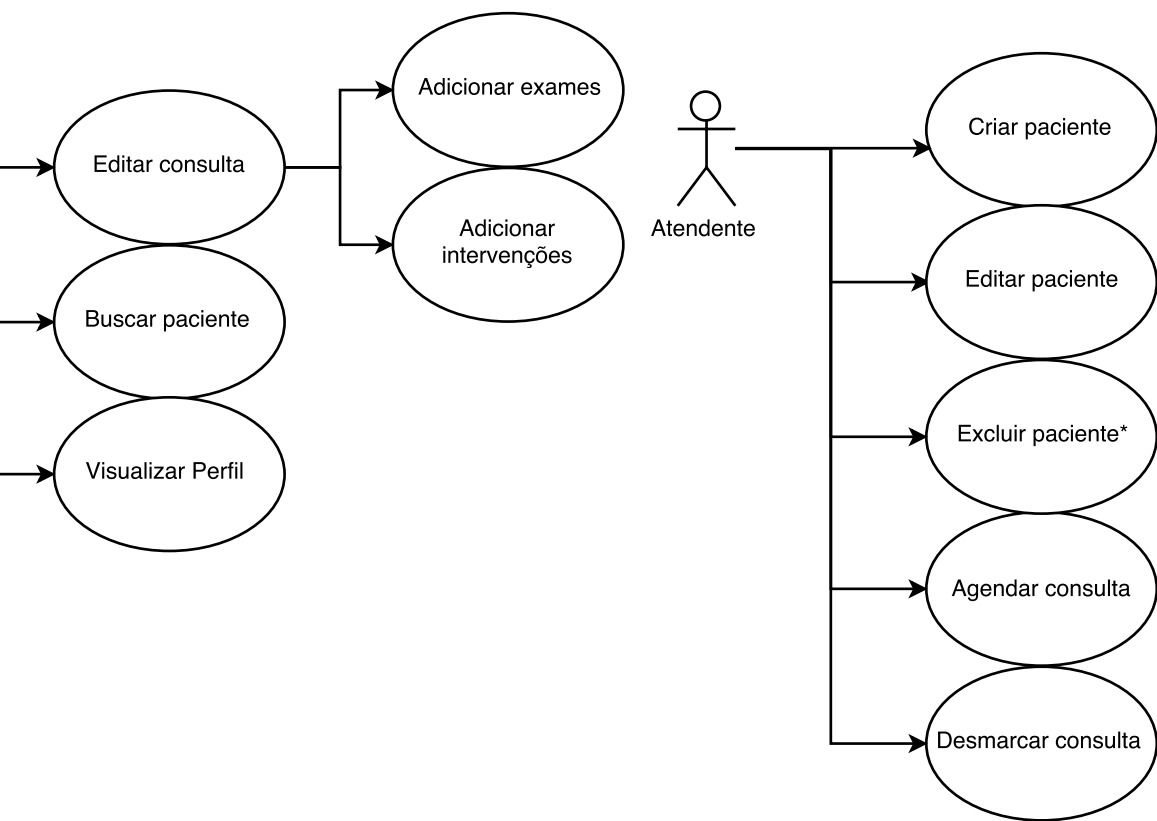 Editar consulta
Buscar paciente
Visualizar Perfil
Adicionar exames
Adicionar
intervenções
Atendente
Criar paciente
Editar paciente
Excluir paciente*
Agendar consulta
Desmarcar consulta